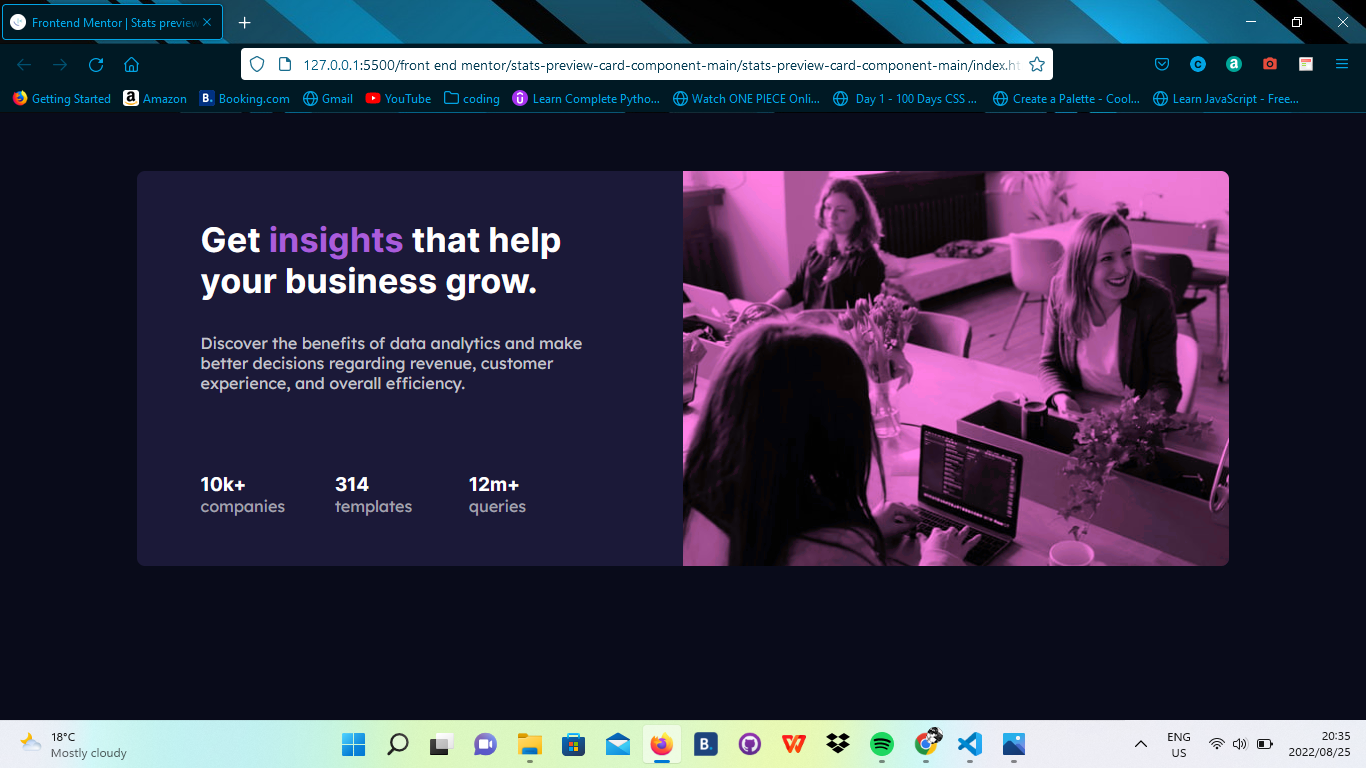 Frontend Mentor | Stats preview
127.0.0.1:5500/front end mentor/stats-preview-card-component-main/stats-preview-card-component-main/index.ht
Getting Started
Amazon
B. Booking.com
Gmail
YouTube
coding
Learn Complete Pytho...
Watch ONE PIECE Onli...
Day 1 - 100 Days CSS ...
Create a Palette - Cool...
Learn JavaScript - Free...
Get insights that help
your business grow.
Discover the benefits of data analytics and make
better decisions regarding revenue, customer
experience, and overall efficiency.
10k+ 314 12m+
companies templates queries
18°C
Mostly cloudy
B.
ENG
US
20:35
2022/08/25